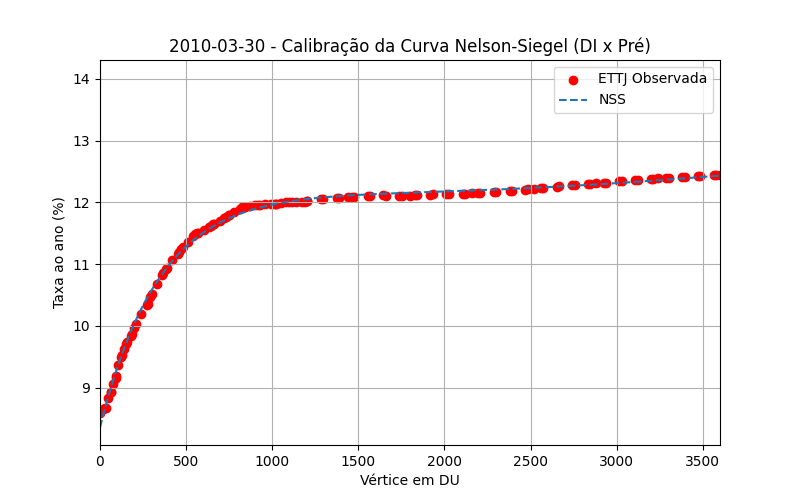 2010-03-30 - Calibração da Curva Nelson-Siegel (DI x Pré)
ETTJ Observada
NSS
Taxa ao ano (%)
14
13
12
11
10
9
0 500 1000 1500 2000 2500 3000 3500
Vértice em DU